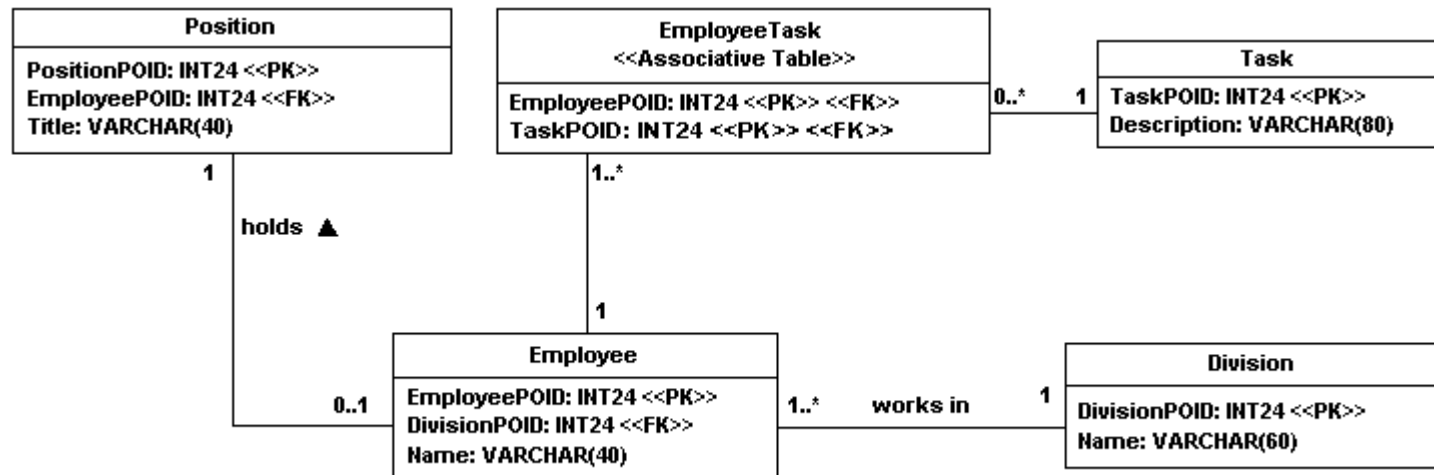 Position
PositionPOID: INT24 <<PK>>
EmployeePOID: INT24 <<FK>>
Title: VARCHAR(40)
EmployeeTask
<<Associative Table>>
EmployeePOID: INT24 <<PK>> <<FK>>
TaskPOID: INT24 <<PK>> <<FK>>
0..*
1
Task
TaskPOID: INT24 <<PK>>
Description: VARCHAR(80)
1
holds ▲
0..1
1..*
1
Employee
EmployeePOID: INT24 <<PK>>
DivisionPOID: INT24 <<FK>>
Name: VARCHAR(40)
1..*
works in
1
Division
DivisionPOID: INT24 <<PK>>
Name: VARCHAR(60)